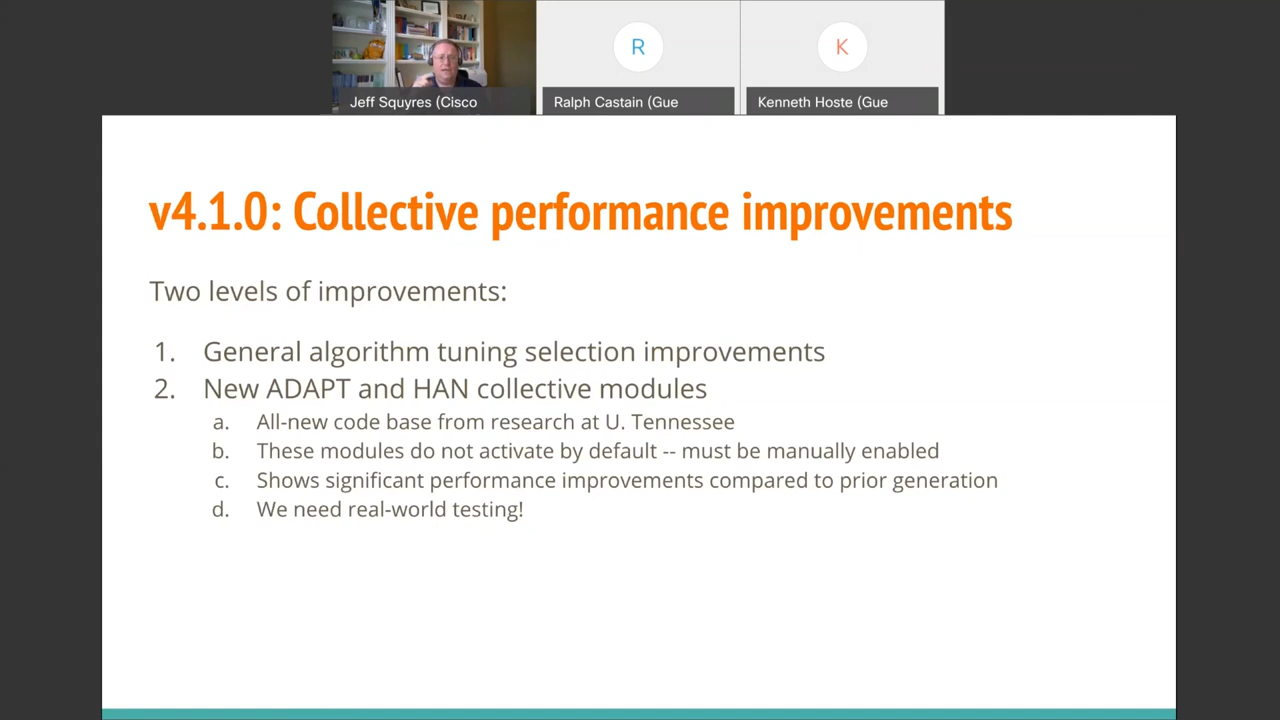 Jeff Squyres (Cisco
R
Ralph Castain (Gue
K
Kenneth Hoste (Gue
v4.1.0: Collective performance improvements
Two levels of improvements:
1. General algorithm tuning selection improvements
2. New ADAPT and HAN collective modules
a. All-new code base from research at U. Tennessee
b. These modules do not activate by default -- must be manually enabled
c. Shows significant performance improvements compared to prior generation
d. We need real-world testing!